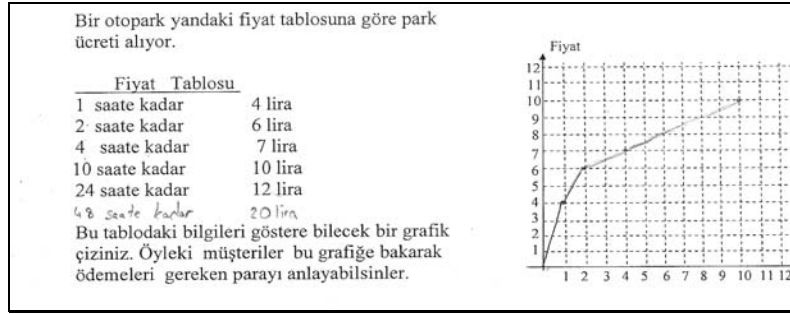 Bir otopark yandaki fiyat tablosuna göre park
ücreti alıyor.
Fiyat Tablosu
1 saate kadar 4 lira
2 saate kadar 6 lira
4 saate kadar 7 lira
10 saate kadar 10 lira
24 saate kadar 12 lira
48 saate kadar 20 lira
Bu tablodaki bilgileri göstere bilecek bir grafik
çiziniz. Öyleki müşteriler bu grafiğe bakarak
ödemeleri gereken parayı anlayabilsinler.
Fiyat
12
11
10
9
8
7
6
5
4
3
2
1
1 2 3 4 5 6 7 8 9 10 11 12